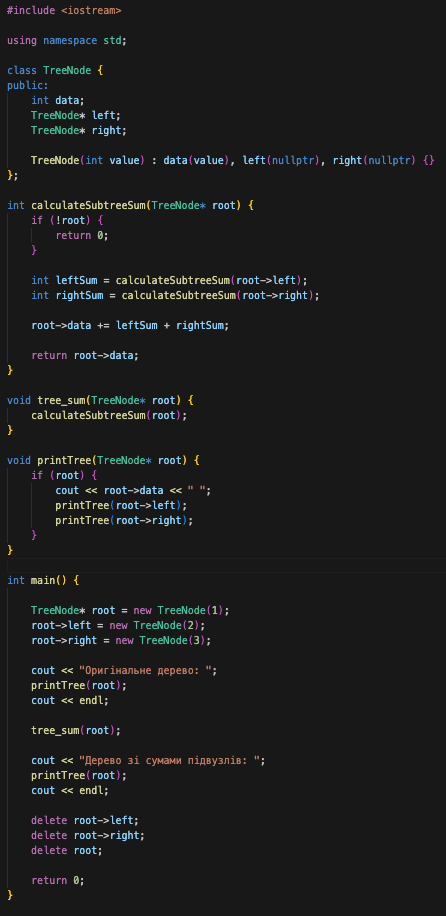 #include <iostream>

using namespace std;

class TreeNode {
public:
    int data;
    TreeNode* left;
    TreeNode* right;

    TreeNode(int value) : data(value), left(nullptr), right(nullptr) {}
};

int calculateSubtreeSum(TreeNode* root) {
    if (!root) {
        return 0;
    }

    int leftSum = calculateSubtreeSum(root->left);
    int rightSum = calculateSubtreeSum(root->right);

    root->data += leftSum + rightSum;

    return root->data;
}

void tree_sum(TreeNode* root) {
    calculateSubtreeSum(root);
}

void printTree(TreeNode* root) {
    if (root) {
        cout << root->data << " ";
        printTree(root->left);
        printTree(root->right);
    }
}

int main() {

    TreeNode* root = new TreeNode(1);
    root->left = new TreeNode(2);
    root->right = new TreeNode(3);

    cout << "Оригінальне дерево: ";
    printTree(root);
    cout << endl;

    tree_sum(root);

    cout << "Дерево зі сумами підвузлів: ";
    printTree(root);
    cout << endl;

    delete root->left;
    delete root->right;
    delete root;

    return 0;
}